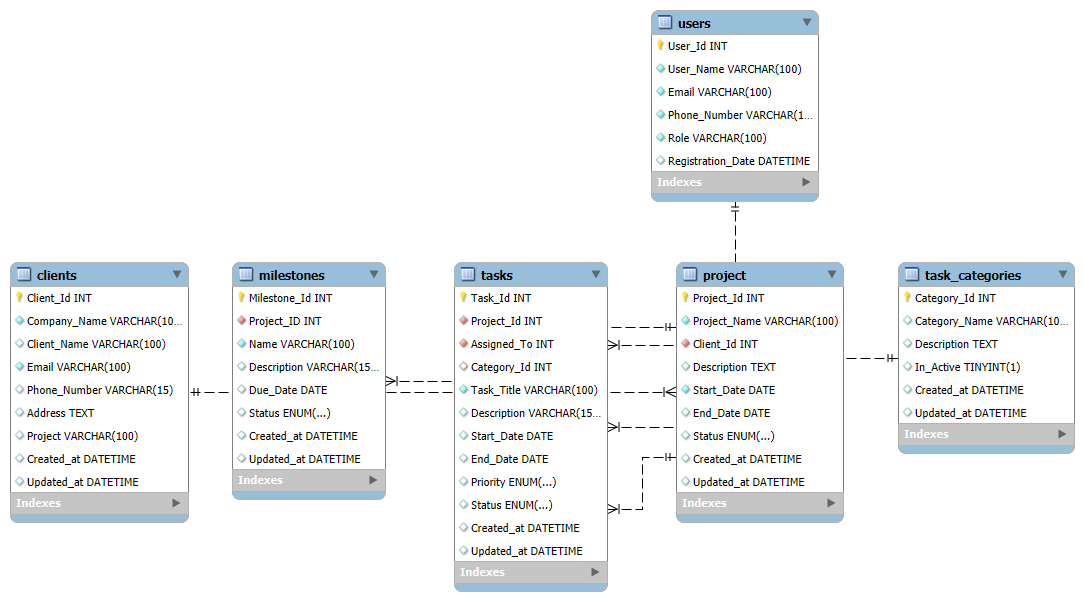 users
User_Id INT
User_Name VARCHAR(100)
Email VARCHAR(100)
Phone_Number VARCHAR(1...
Role VARCHAR(100)
Registration_Date DATETIME
Indexes
clients
Client_Id INT
Company_Name VARCHAR(10...
Client_Name VARCHAR(100)
Email VARCHAR(100)
Phone_Number VARCHAR(15)
Address TEXT
Project VARCHAR(100)
Created_at DATETIME
Updated_at DATETIME
Indexes
milestones
Milestone_Id INT
Project_ID INT
Name VARCHAR(100)
Description VARCHAR(15...
Due_Date DATE
Status ENUM(...)
Created_at DATETIME
Updated_at DATETIME
Indexes
tasks
Task_Id INT
Project_Id INT
Assigned_To INT
Category_Id INT
Task_Title VARCHAR(100)
Description VARCHAR(15...
Start_Date DATE
End_Date DATE
Priority ENUM(...)
Status ENUM(...)
Created_at DATETIME
Updated_at DATETIME
Indexes
project
Project_Id INT
Project_Name VARCHAR(100)
Client_Id INT
Description TEXT
Start_Date DATE
End_Date DATE
Status ENUM(...)
Created_at DATETIME
Updated_at DATETIME
Indexes
task_categories
Category_Id INT
Category_Name VARCHAR(10...
Description TEXT
In_Active TINYINT(1)
Created_at DATETIME
Updated_at DATETIME
Indexes